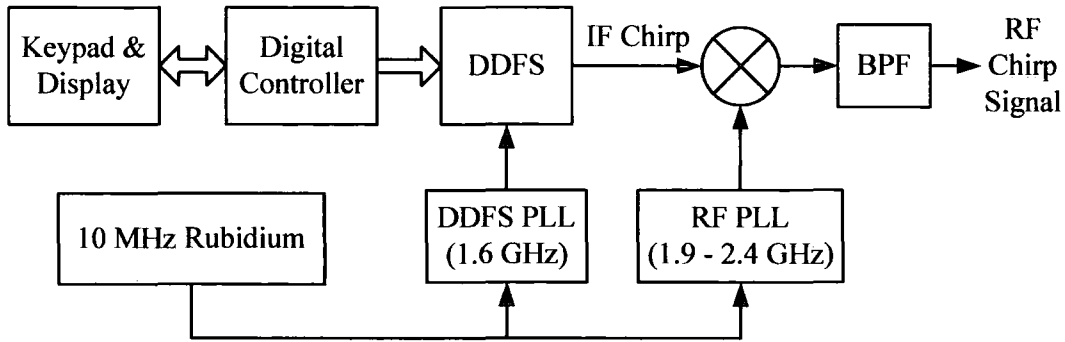 Keypad &
Display
Digital
Controller
DDFS
IF Chirp
BPF
RF
Chirp
Signal
10 MHz Rubidium
DDFS PLL
(1.6 GHz)
RF PLL
(1.9 - 2.4 GHz)